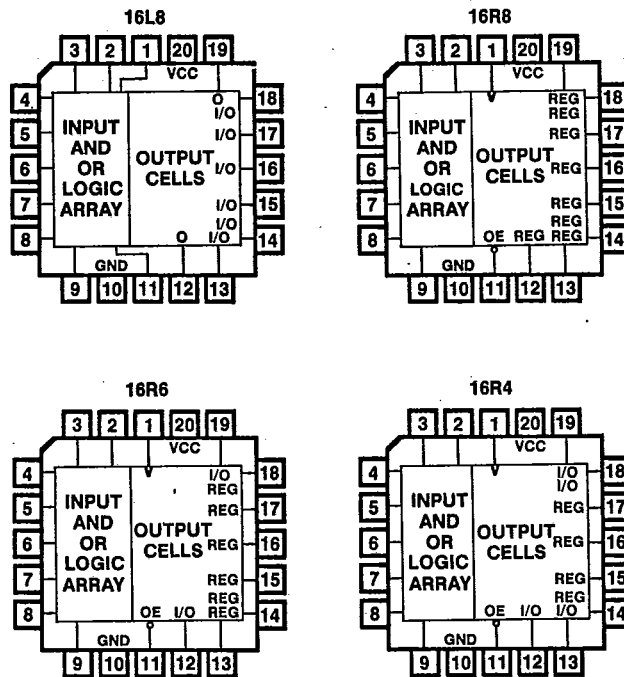 16L8
3 2 1 20 19
VCC
4 O 18
I/O
5 I/O 17
INPUT AND OR LOGIC ARRAY
OUTPUT CELLS
6 I/O 16
7 I/O 15
I/O
8 O I/O 14
GND
9 10 11 12 13
16R8
3 2 1 20 19
VCC
4 REG 18
REG
5 REG 17
INPUT AND OR LOGIC ARRAY
OUTPUT CELLS
6 REG 16
7 REG 15
REG
8 OE REG REG 14
GND
9 10 11 12 13
16R6
3 2 1 20 19
VCC
4 I/O 18
REG
5 REG 17
INPUT AND OR LOGIC ARRAY
OUTPUT CELLS
6 REG 16
7 REG 15
REG
8 OE I/O REG 14
GND
9 10 11 12 13
16R4
3 2 1 20 19
VCC
4 I/O 18
I/O
5 REG 17
INPUT AND OR LOGIC ARRAY
OUTPUT CELLS
6 REG 16
7 REG 15
REG
8 OE I/O I/O 14
GND
9 10 11 12 13